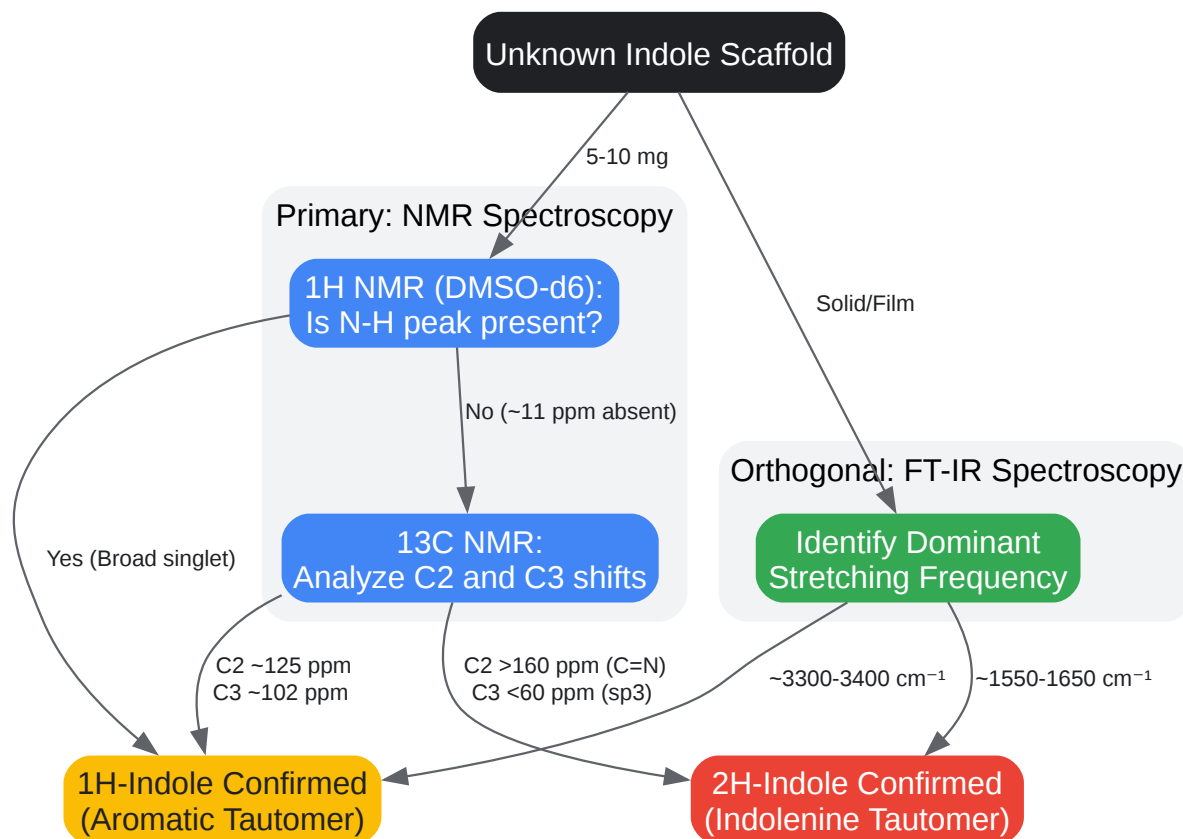 Unknown Indole Scaffold
5-10 mg
Primary: NMR Spectroscopy
1H NMR (DMSO-d6):
Is N-H peak present?
Solid/Film
No (~11 ppm absent)
Orthogonal: FT-IR Spectroscopy
13C NMR:
Analyze C2 and C3 shifts
Identify Dominant
Stretching Frequency
Yes (Broad singlet)
C2 ~125 ppm
C3 ~102 ppm
C2 >160 ppm (C=N)
C3 <60 ppm (sp3)
~3300-3400 cm⁻¹
~1550-1650 cm⁻¹
1H-Indole Confirmed
(Aromatic Tautomer)
2H-Indole Confirmed
(Indolenine Tautomer)